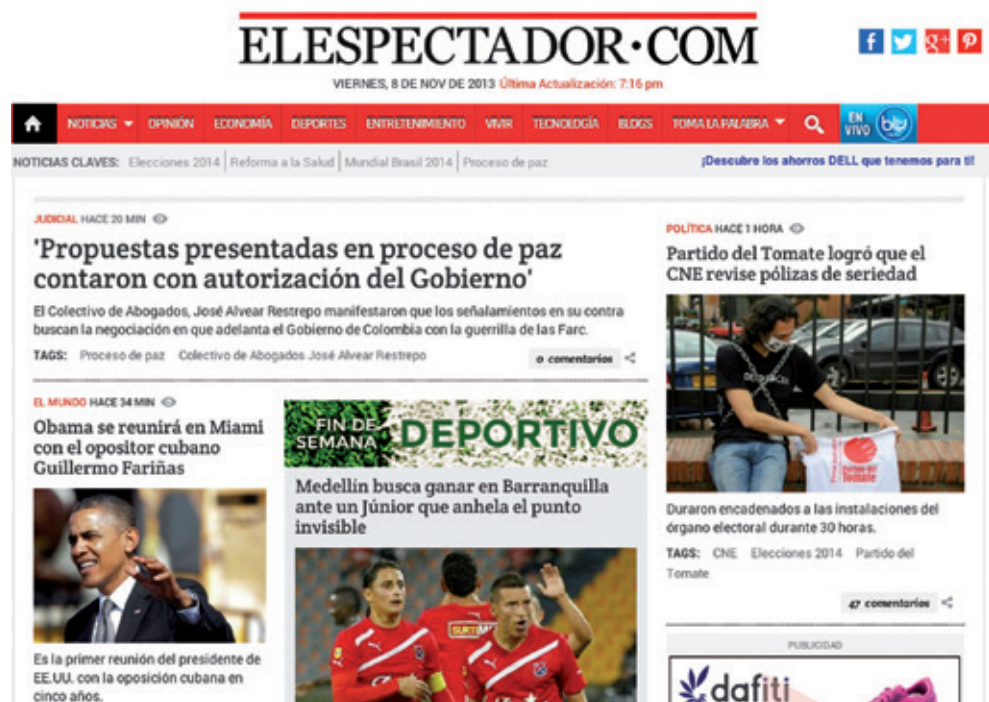 ELESPECTADOR·COM
VIERNES, 8 DE NOV DE 2013 Última Actualización: 7:16 pm
NOTICIAS OPINIÓN ECONOMÍA DEPORTES ENTRETENIMIENTO VIVIR TECNOLOGÍA BLOGS TOMA LA PALABRA EN VIVO blu
NOTICIAS CLAVES: Elecciones 2014 | Reforma a la Salud | Mundial Brasil 2014 | Proceso de paz
¡Descubre los ahorros DELL que tenemos para ti!
JUDICIAL HACE 20 MIN
'Propuestas presentadas en proceso de paz
contaron con autorización del Gobierno'
El Colectivo de Abogados, José Alvear Restrepo manifestaron que los señalamientos en su contra
buscan la negociación en que adelanta el Gobierno de Colombia con la guerrilla de las Farc.
TAGS: Proceso de paz Colectivo de Abogados José Alvear Restrepo
0 comentarios
EL MUNDO HACE 34 MIN
Obama se reunirá en Miami
con el opositor cubano
Guillermo Fariñas
Es la primer reunión del presidente de
EE.UU. con la oposición cubana en
cinco años.
FIN DE
SEMANA DEPORTIVO
Medellín busca ganar en Barranquilla
ante un Júnior que anhela el punto
invisible
POLÍTICA HACE 1 HORA
Partido del Tomate logró que el
CNE revise pólizas de seriedad
Tomate
Duraron encadenados a las instalaciones del
órgano electoral durante 30 horas.
TAGS: CNE Elecciones 2014 Partido del
Tomate
47 comentarios
PUBLICIDAD
dafiti